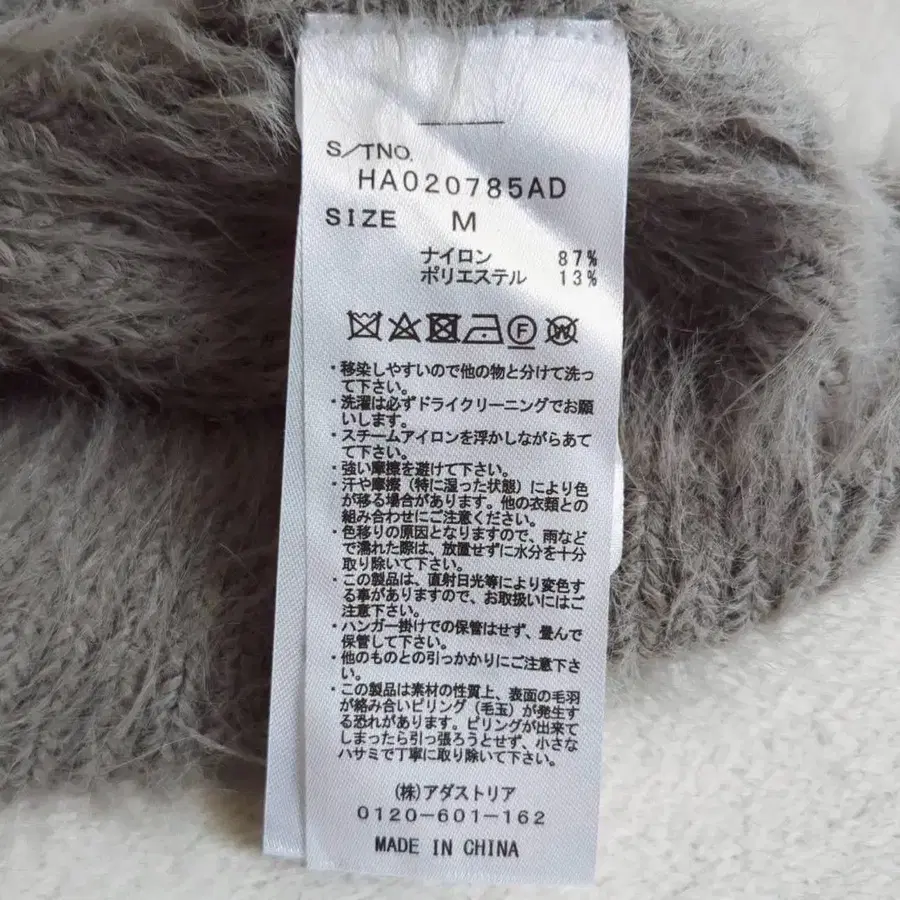 S/TNO.
HA020785AD
SIZE M
ナイロン 87%
ポリエステル 13%
F W
・移染しやすいので他の物と分けて洗っ
て下さい。
・洗濯は必ずドライクリーニングでお願
いします。
・スチームアイロンを浮かしながらあて
て下さい。
・強い摩擦を避けて下さい。
・汗や摩擦（特に湿った状態）により色
が移る場合があります。他の衣類との
組み合わせにご注意ください。
・色移りの原因となりますので、雨など
で濡れた際は、放置せずに水分を十分
取り除いて下さい。
・この製品は、直射日光等により変色す
る事がありますので、お取扱いにはご
注意下さい。
・ハンガー掛けでの保管はせず、畳んで
保管して下さい。
・他のものとの引っかかりにご注意下さ
い。
・この製品は素材の性質上、表面の毛羽
が絡み合いピリング（毛玉）が発生す
る恐れがあります。ピリングが出来て
しまったら引っ張ろうとせず、小さな
ハサミで丁寧に取り除いて下さい。
（株）アダストリア
0120-601-162
MADE IN CHINA